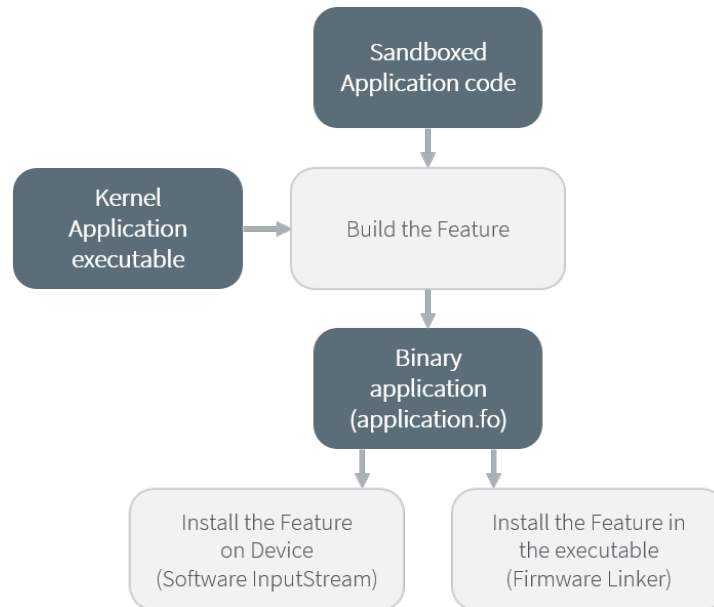 Sandboxed
Application code
Kernel
Application
executable
Build the Feature
Binary
application
(application.fo)
Install the Feature
on Device
(Software InputStream)
Install the Feature in
the executable
(Firmware Linker)